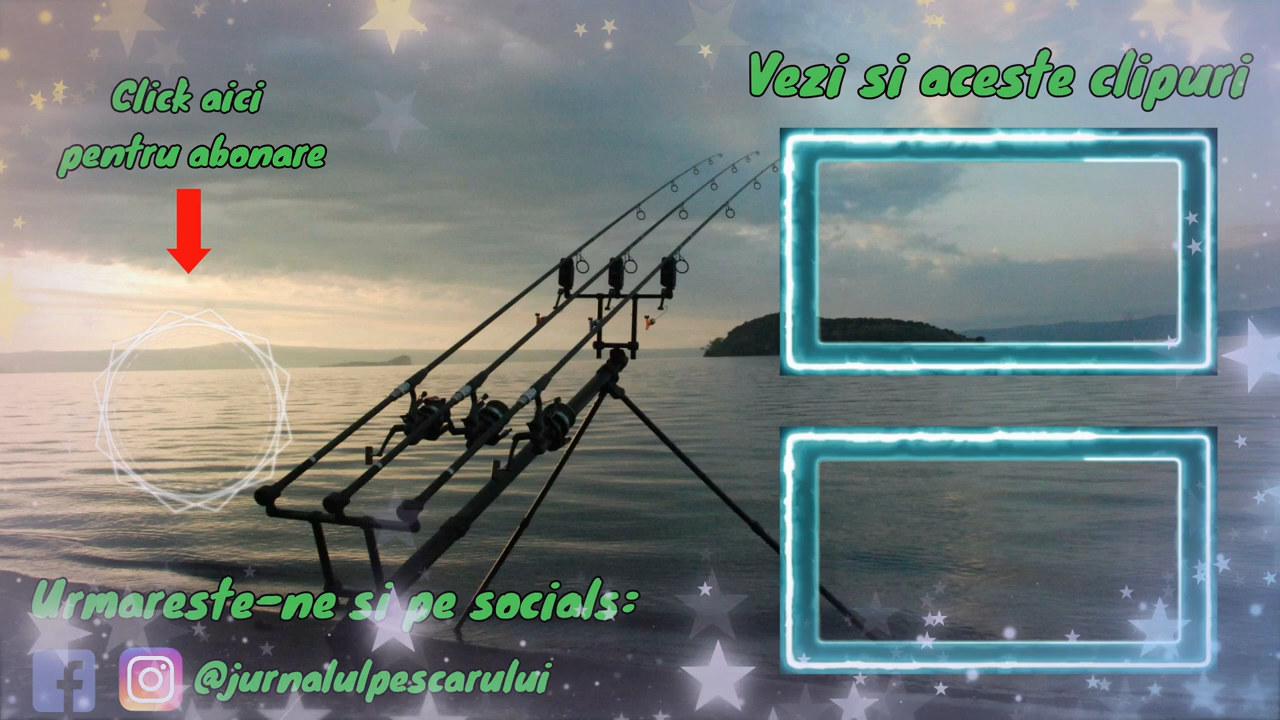 Click aici
pentru abonare
Vezi si aceste clipuri
Urmareste-ne si pe socials:
@jurnalulpescarului